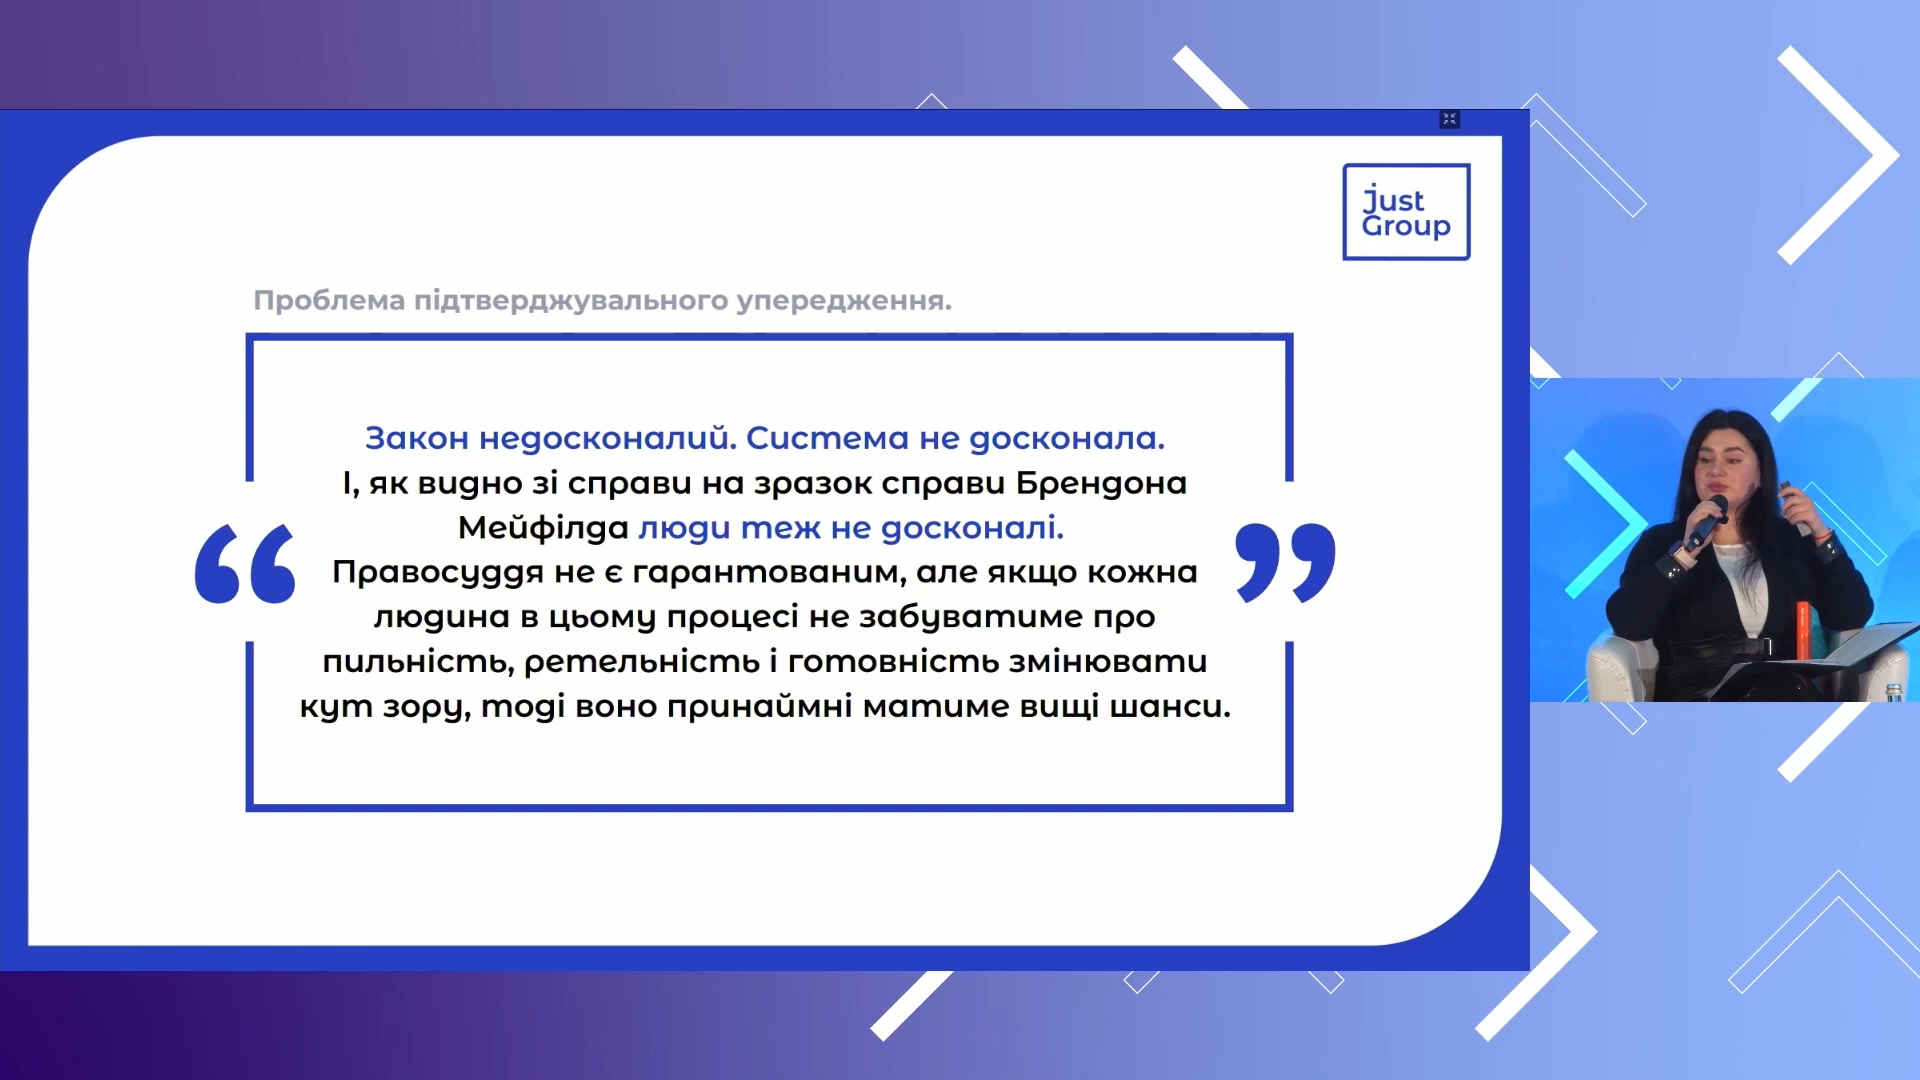 just
Group
Проблема підтверджувального упередження.
Закон недосконалий. Система не досконала.
І, як видно зі справи на зразок справи Брендона
Мейфілда люди теж не досконалі.
Правосуддя не є гарантованим, але якщо кожна
людина в цьому процесі не забуватиме про
пильність, ретельність і готовність змінювати
кут зору, тоді воно принаймні матиме вищі шанси.